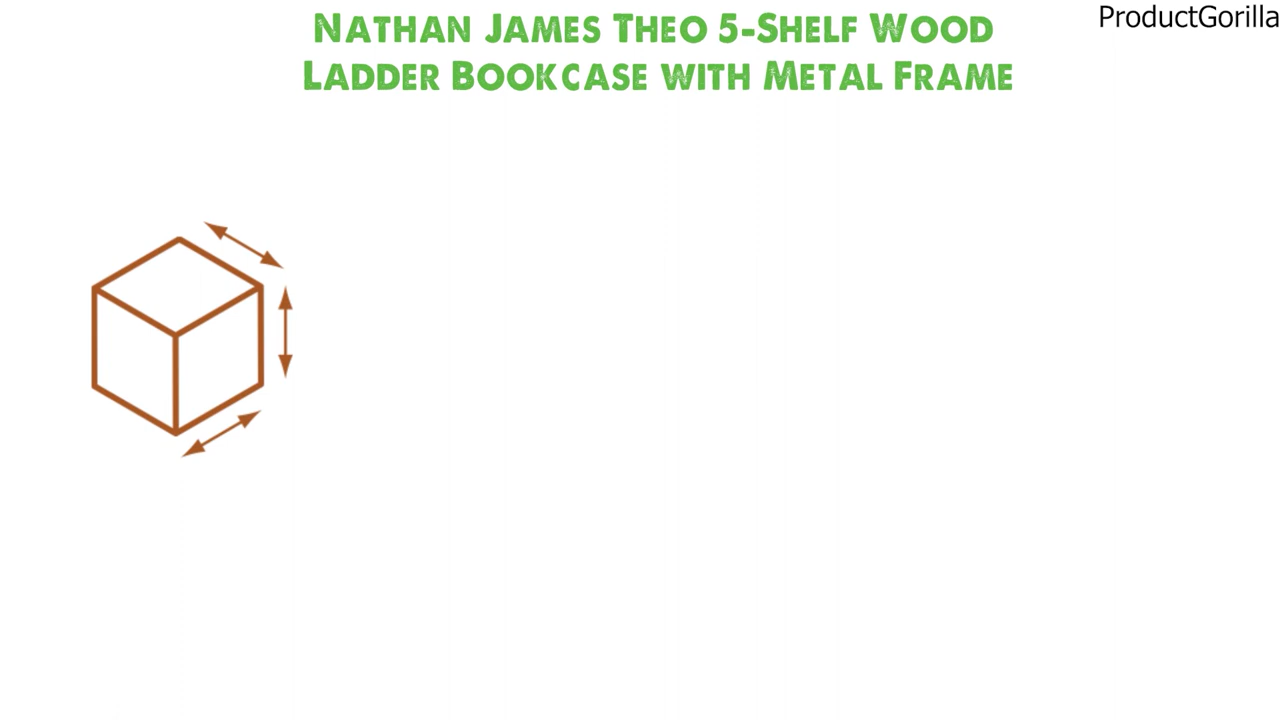 ProductGorilla
Nathan James Theo 5-Shelf Wood
Ladder Bookcase with Metal Frame